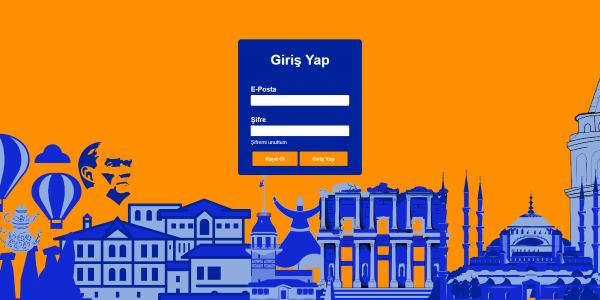 Giriş Yap
E-Posta
Şifre
Şifremi unuttum
Kayıt Ol
Giriş Yap